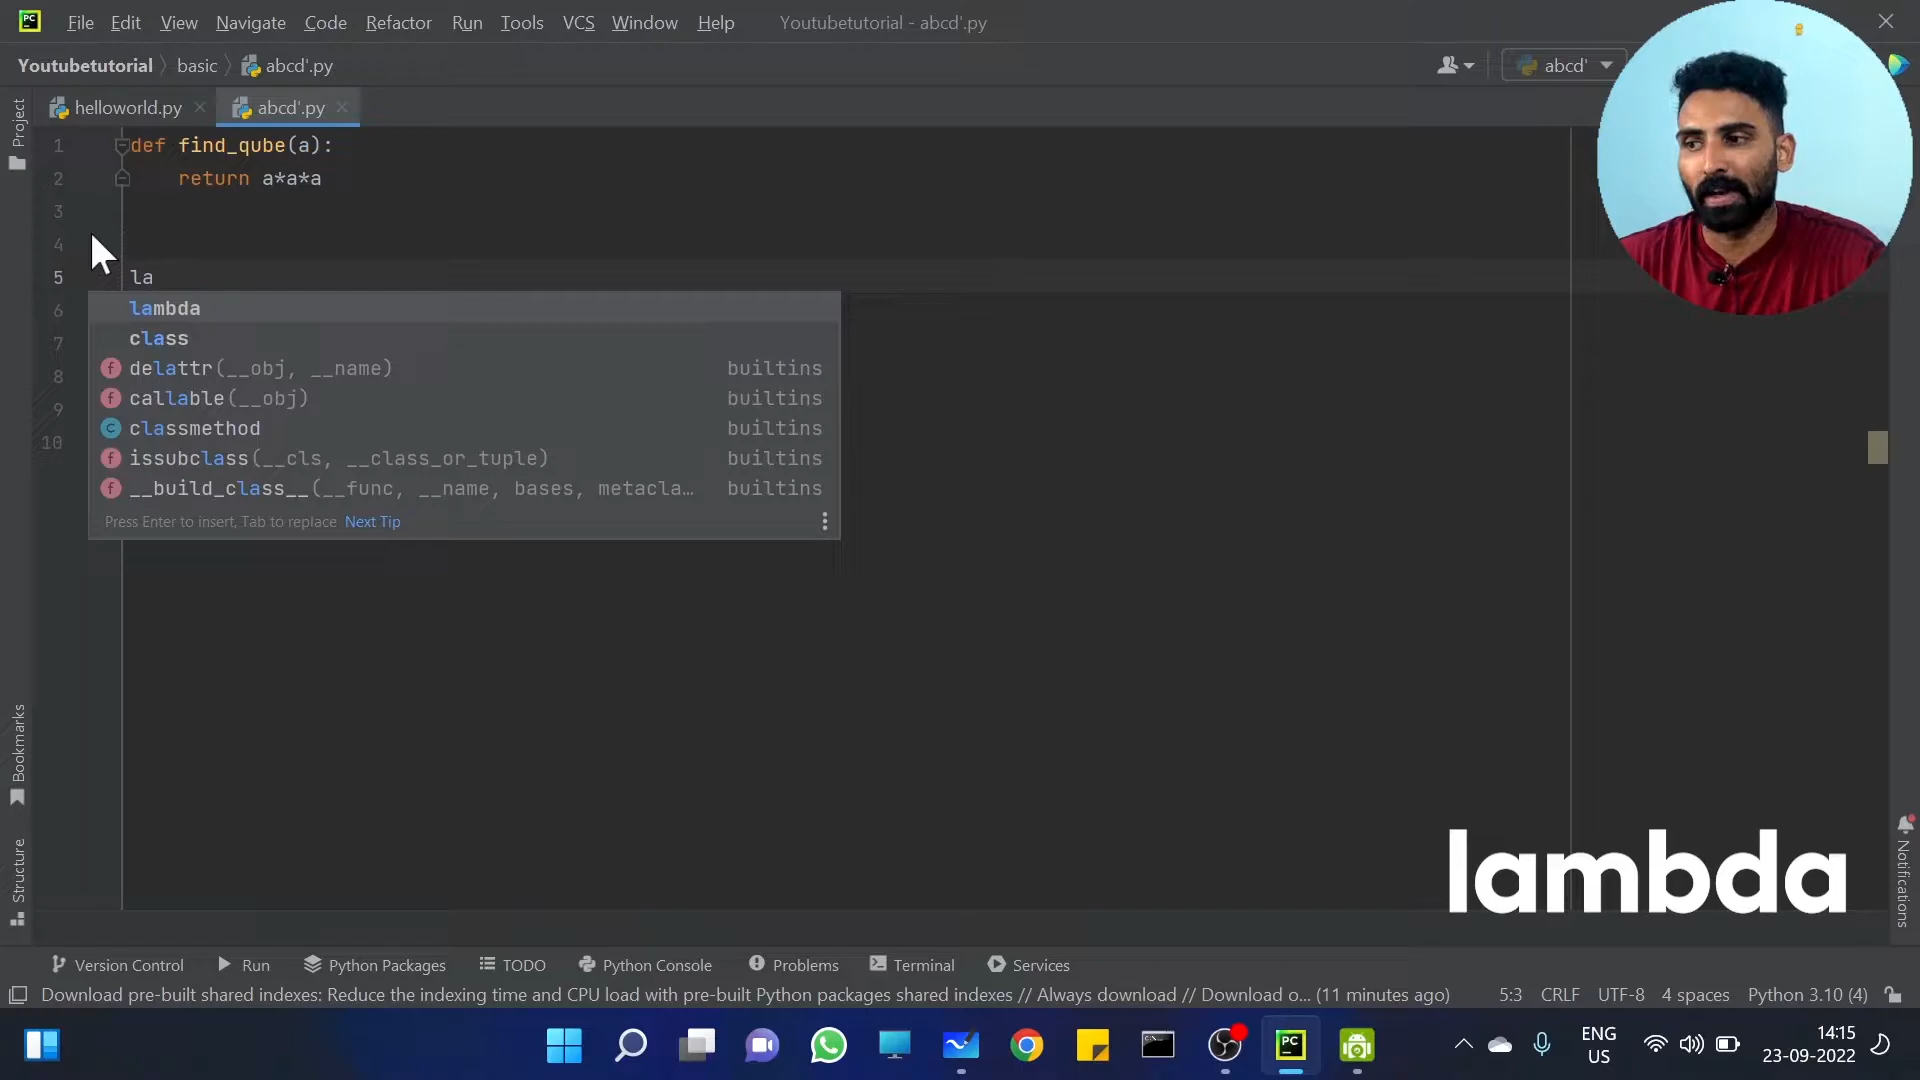 PC File Edit View Navigate Code Refactor Run Tools VCS Window Help Youtubetutorial - abcd'.py
Youtubetutorial basic abcd'.py abcd'
helloworld.py abcd'.py
Project
1 def find_qube(a):
2 return a*a*a
3
4
5 la
6
7
8
9
10
lambda
class
f delattr(__obj, __name) builtins
f callable(__obj) builtins
c classmethod builtins
f issubclass(__cls, __class_or_tuple) builtins
f __build_class__(__func, __name, bases, metacla… builtins
Press Enter to insert, Tab to replace Next Tip
Bookmarks
Structure
lambda
Notifications
Version Control Run Python Packages TODO Python Console Problems Terminal Services
Download pre-built shared indexes: Reduce the indexing time and CPU load with pre-built Python packages shared indexes // Always download // Download o... (11 minutes ago) 5:3 CRLF UTF-8 4 spaces Python 3.10 (4)
PC ENG US 14:15 23-09-2022